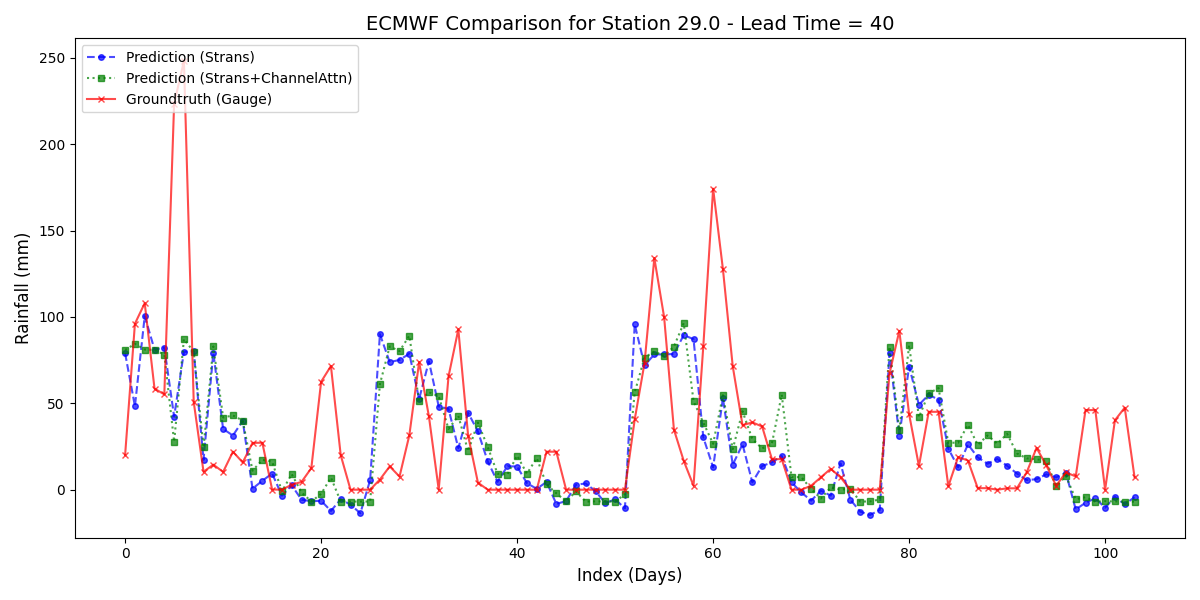 ECMWF Comparison for Station 29.0 - Lead Time = 40
Prediction (Strans)
Prediction (Strans+ChannelAttn)
Groundtruth (Gauge)
Rainfall (mm)
250
200
150
100
50
0
0 20 40 60 80 100
Index (Days)